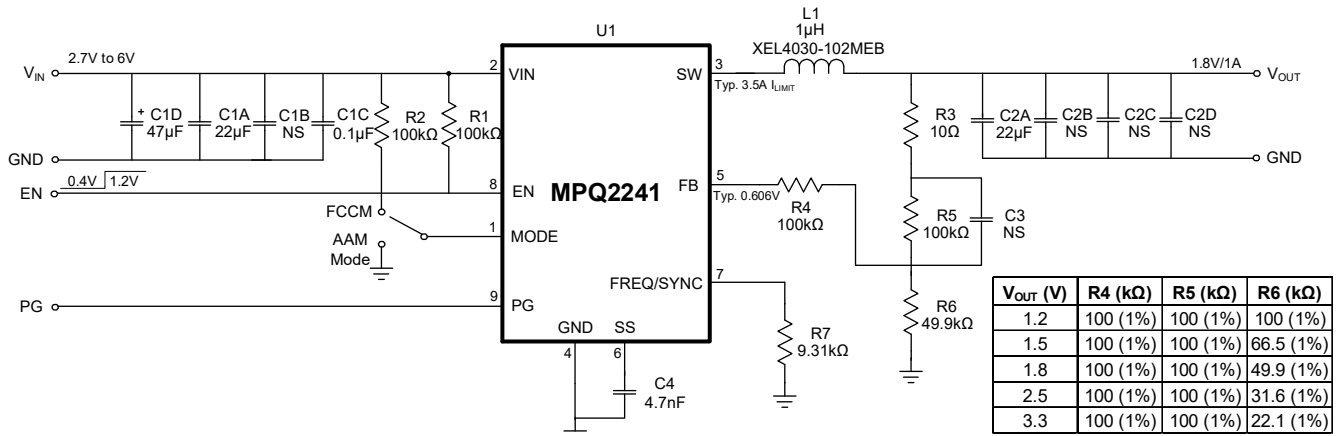 L1
1µH
XEL4030-102MEB
U1
2.7V to 6V
VIN
2
VIN
SW
3
Typ. 3.5A ILIMIT
1.8V/1A
VOUT
+
C1D
47µF
C1A
22µF
C1B
NS
C1C
0.1µF
R2
100kΩ
R1
100kΩ
R3
10Ω
C2A
22µF
C2B
NS
C2C
NS
C2D
NS
GND
GND
EN
0.4V
1.2V
8
EN
MPQ2241
FB
5
Typ. 0.606V
R4
100kΩ
R5
100kΩ
C3
NS
FCCM
AAM
Mode
1
MODE
FREQ/SYNC
7
PG
9
PG
R7
9.31kΩ
R6
49.9kΩ
GND
SS
4
6
C4
4.7nF
VOUT (V) R4 (kΩ) R5 (kΩ) R6 (kΩ)
1.2 100 (1%) 100 (1%) 100 (1%)
1.5 100 (1%) 100 (1%) 66.5 (1%)
1.8 100 (1%) 100 (1%) 49.9 (1%)
2.5 100 (1%) 100 (1%) 31.6 (1%)
3.3 100 (1%) 100 (1%) 22.1 (1%)